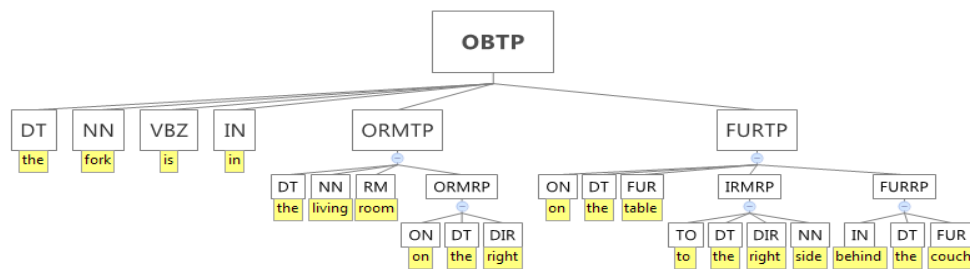 OBTP
DT NN VBZ IN ORMTP FURTP
the fork is in
DT NN RM ORMRP ON DT FUR IRMRP FURRP
the living room on the table
ON DT DIR TO DT DIR NN IN DT FUR
on the right to the right side behind the couch